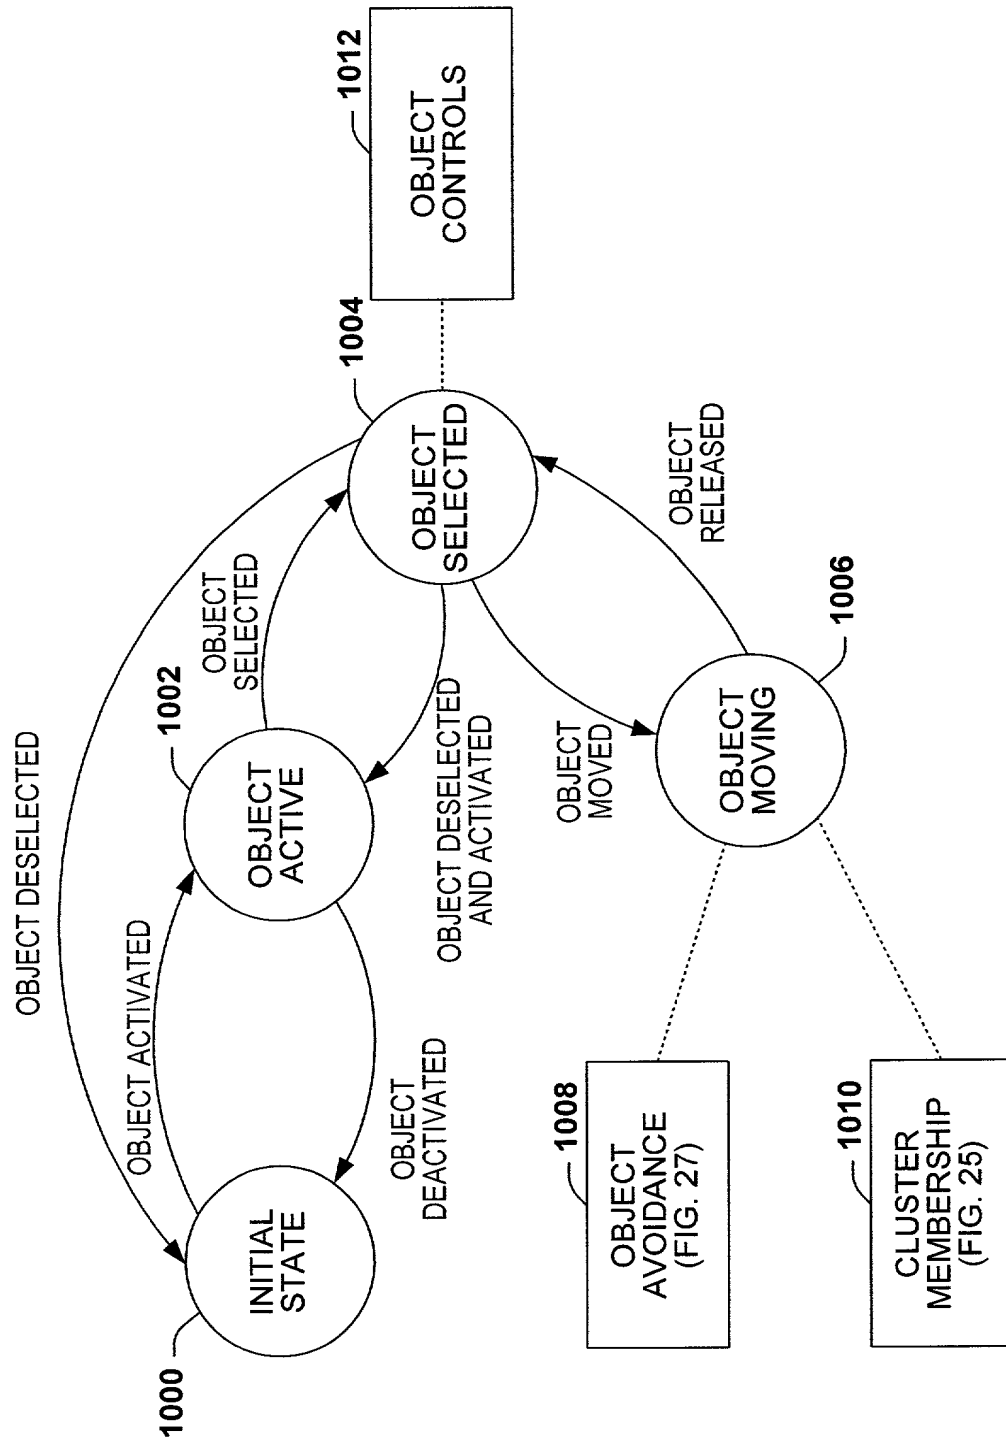 OBJECT DESELECTED
OBJECT ACTIVATED
1002
OBJECT
SELECTED
1004
1012
1000
INITIAL
STATE
OBJECT
ACTIVE
OBJECT
SELECTED
OBJECT
CONTROLS
OBJECT
DEACTIVATED
OBJECT DESELECTED
AND ACTIVATED
OBJECT
MOVED
OBJECT
RELEASED
1008
OBJECT
AVOIDANCE
(FIG. 27)
OBJECT
MOVING
1006
1010
CLUSTER
MEMBERSHIP
(FIG. 25)